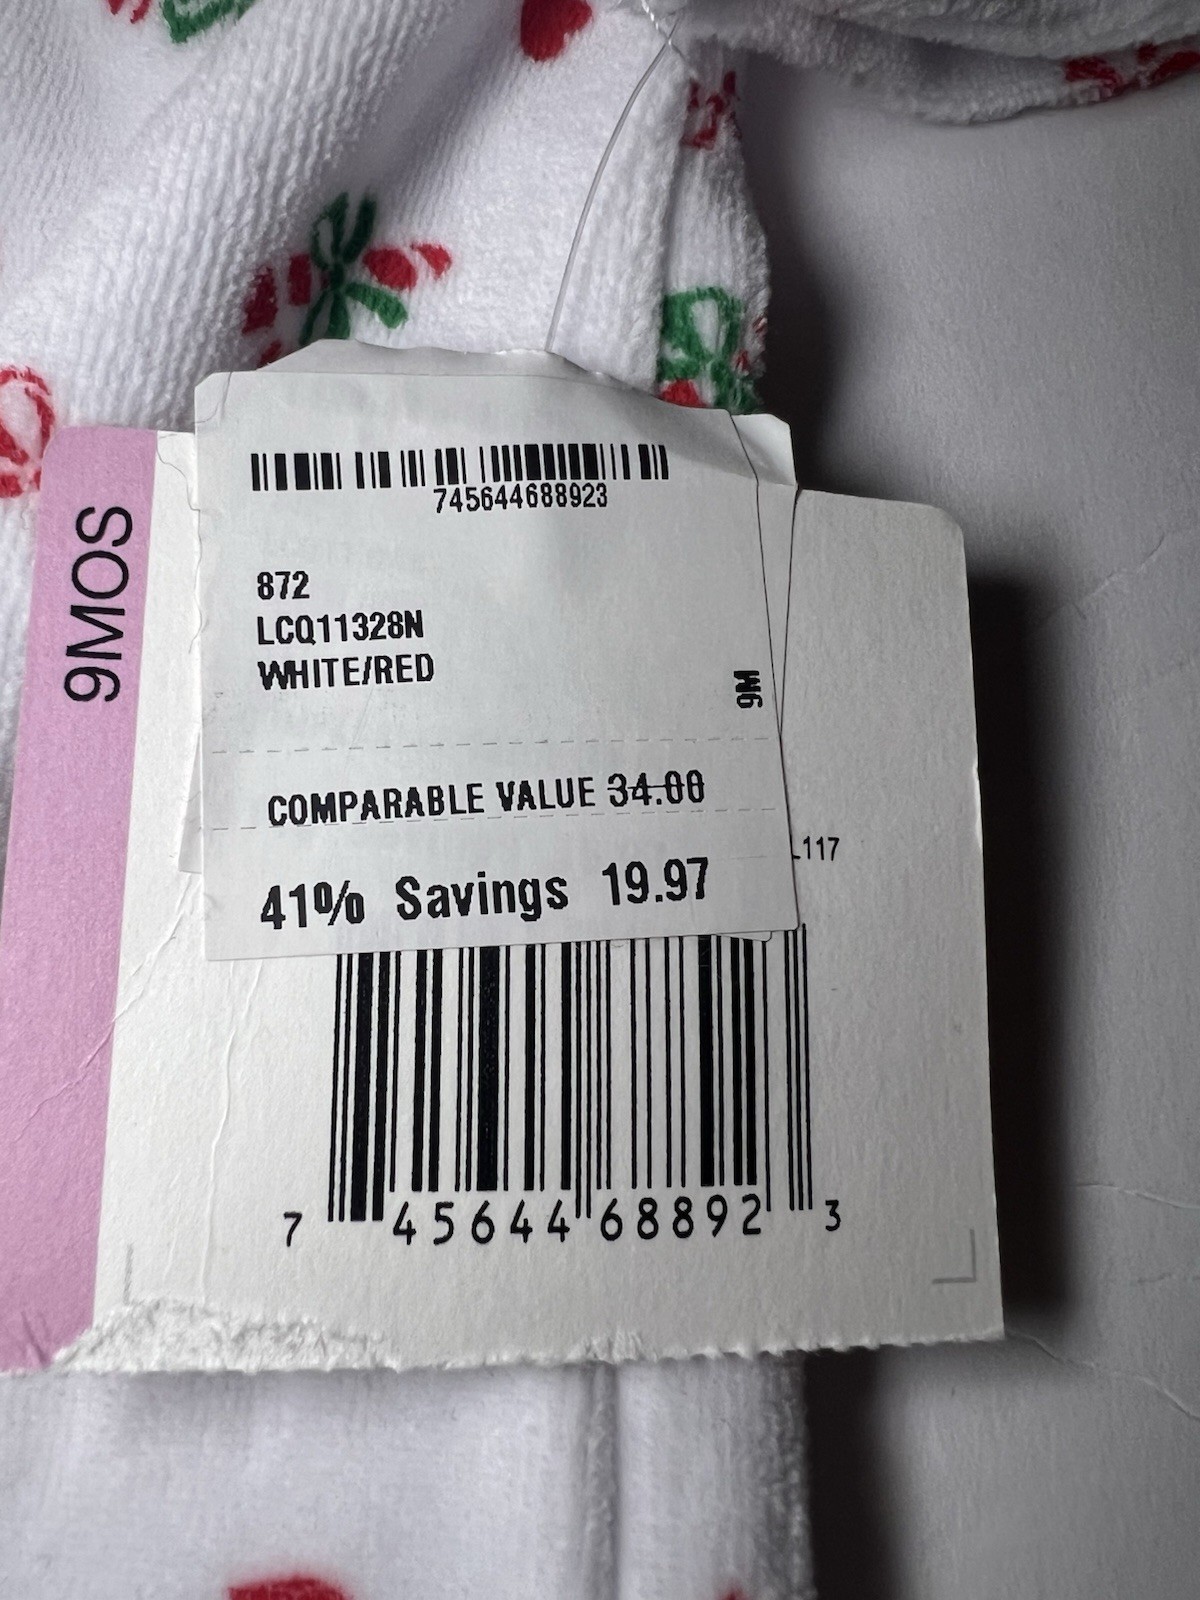 9MOS
745644688923
872
LCQ11328N
WHITE/RED
9M
COMPARABLE VALUE 34.00
L117
41% Savings 19.97
7 45644 68892 3